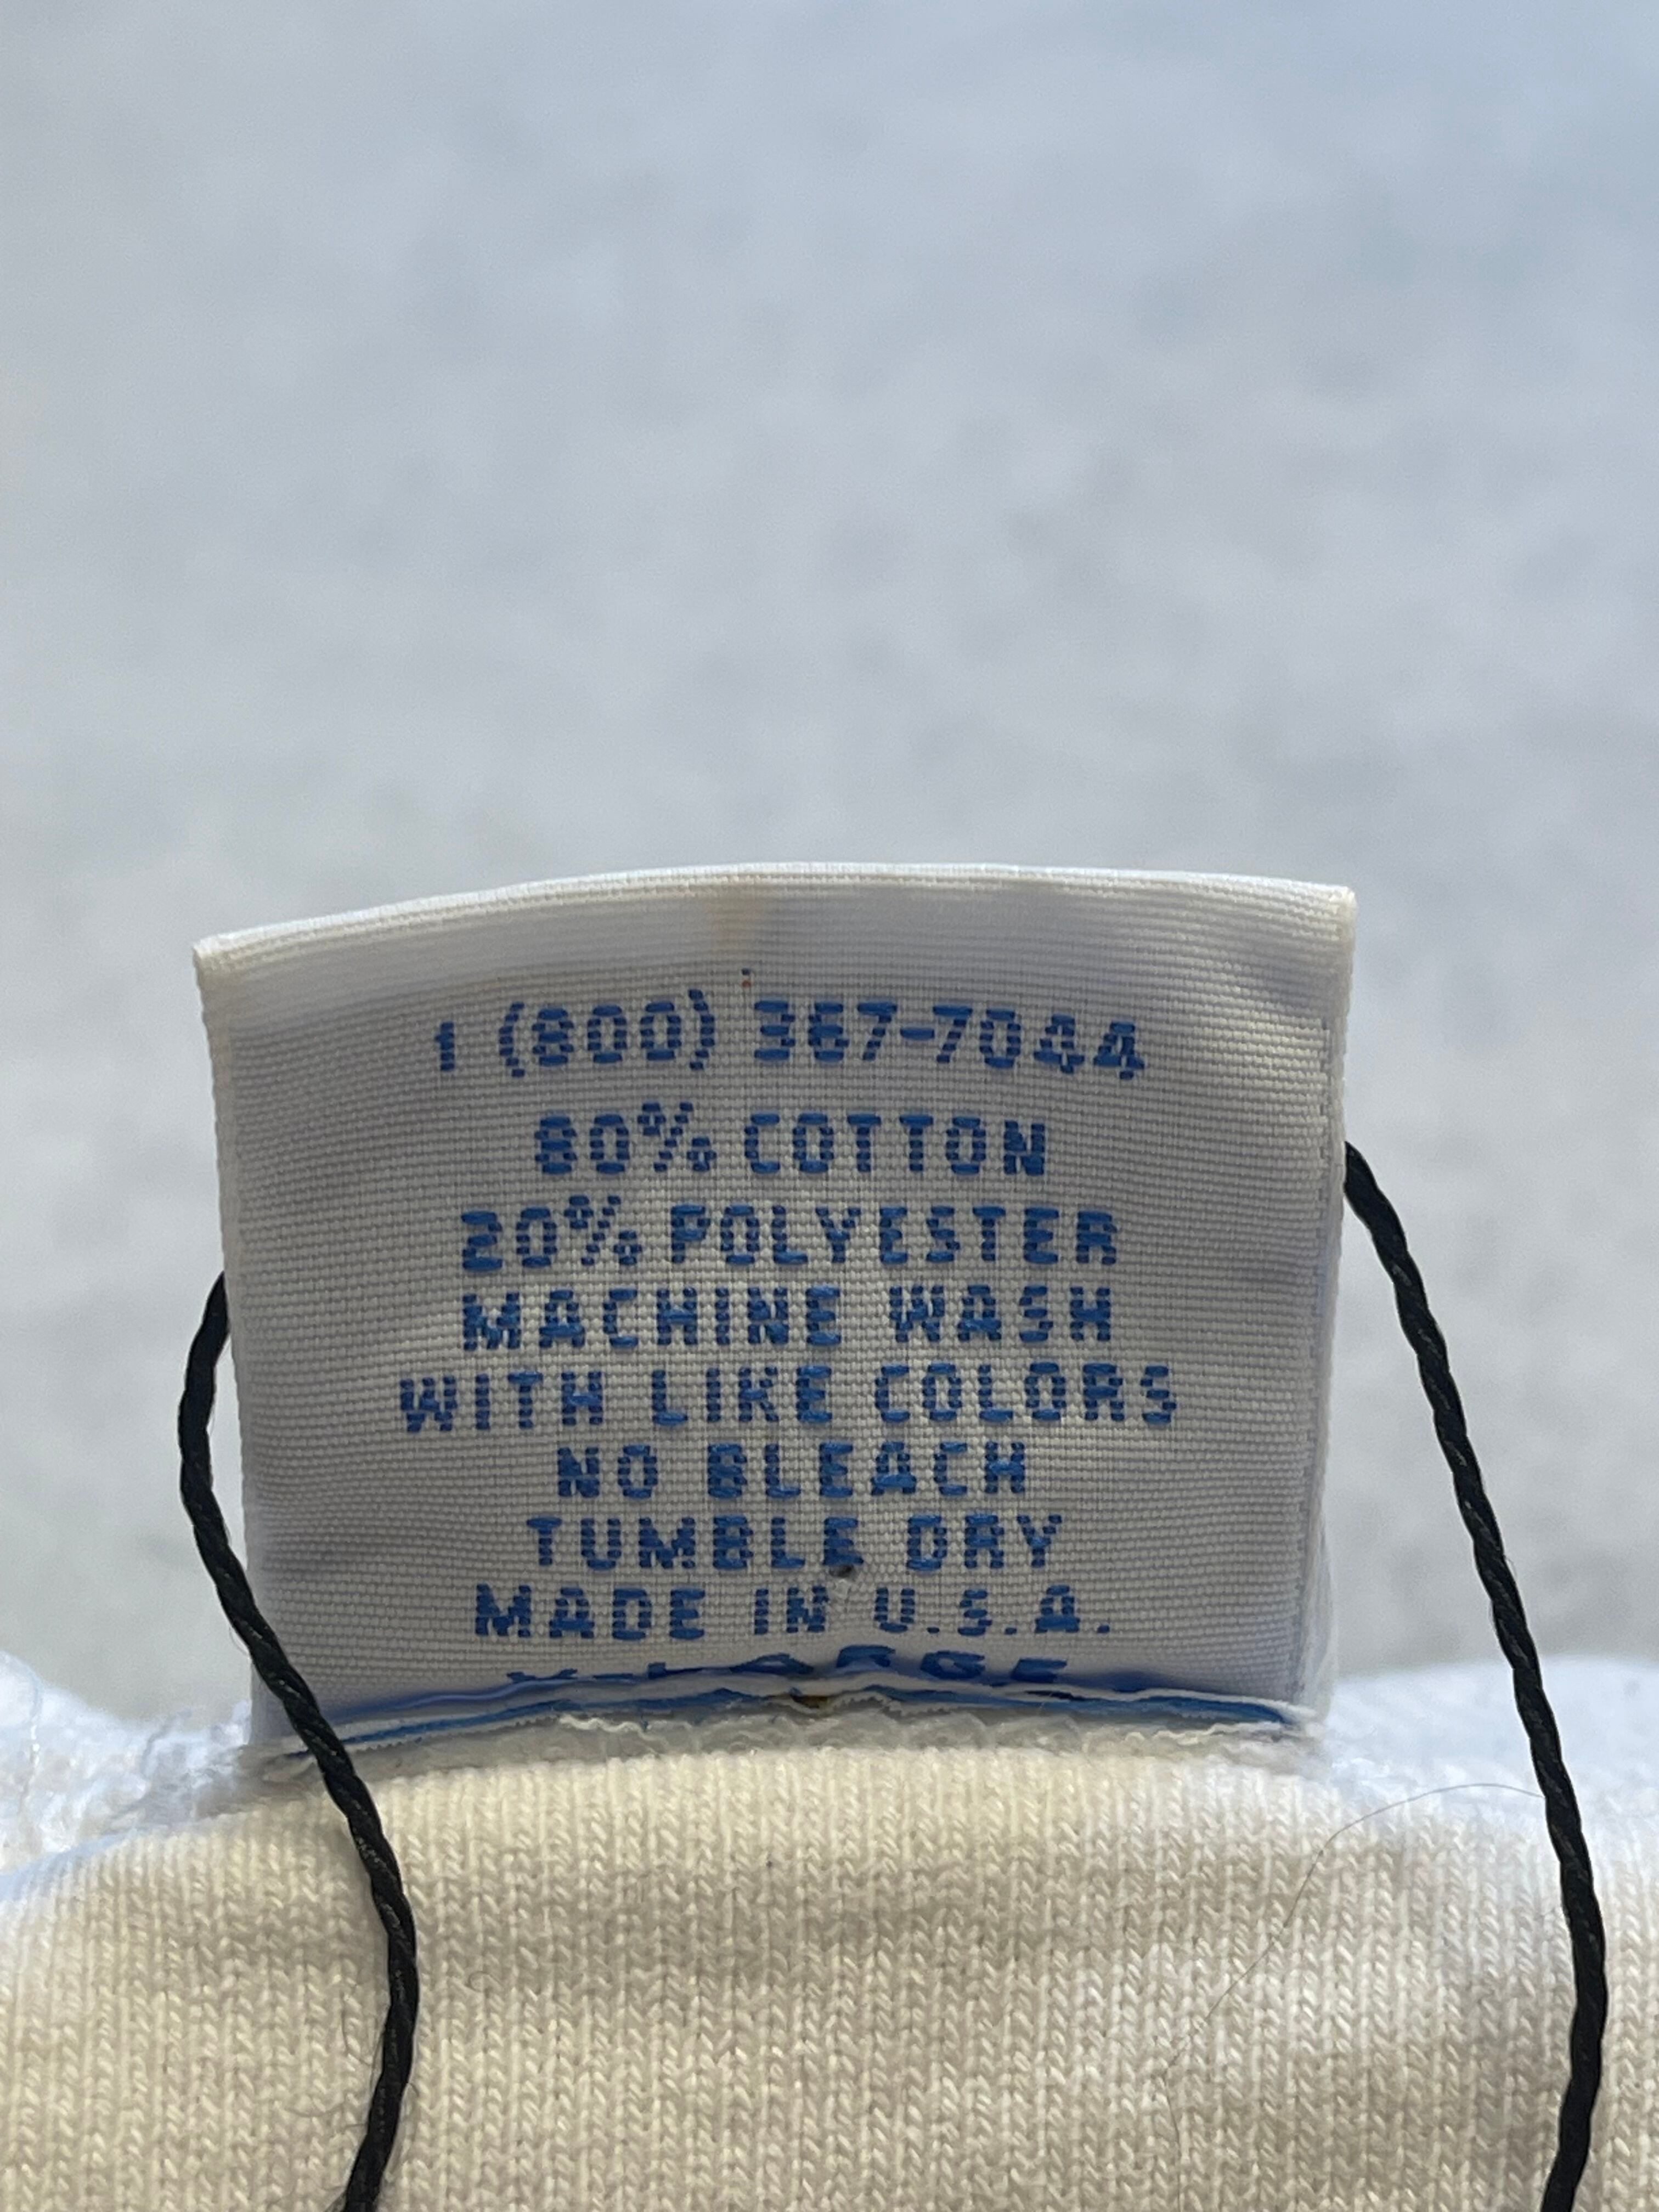 1 (800) 367-7044
80% COTTON
20% POLYESTER
MACHINE WASH
WITH LIKE COLORS
NO BLEACH
TUMBLE DRY
MADE IN U.S.A.
X-LARGE